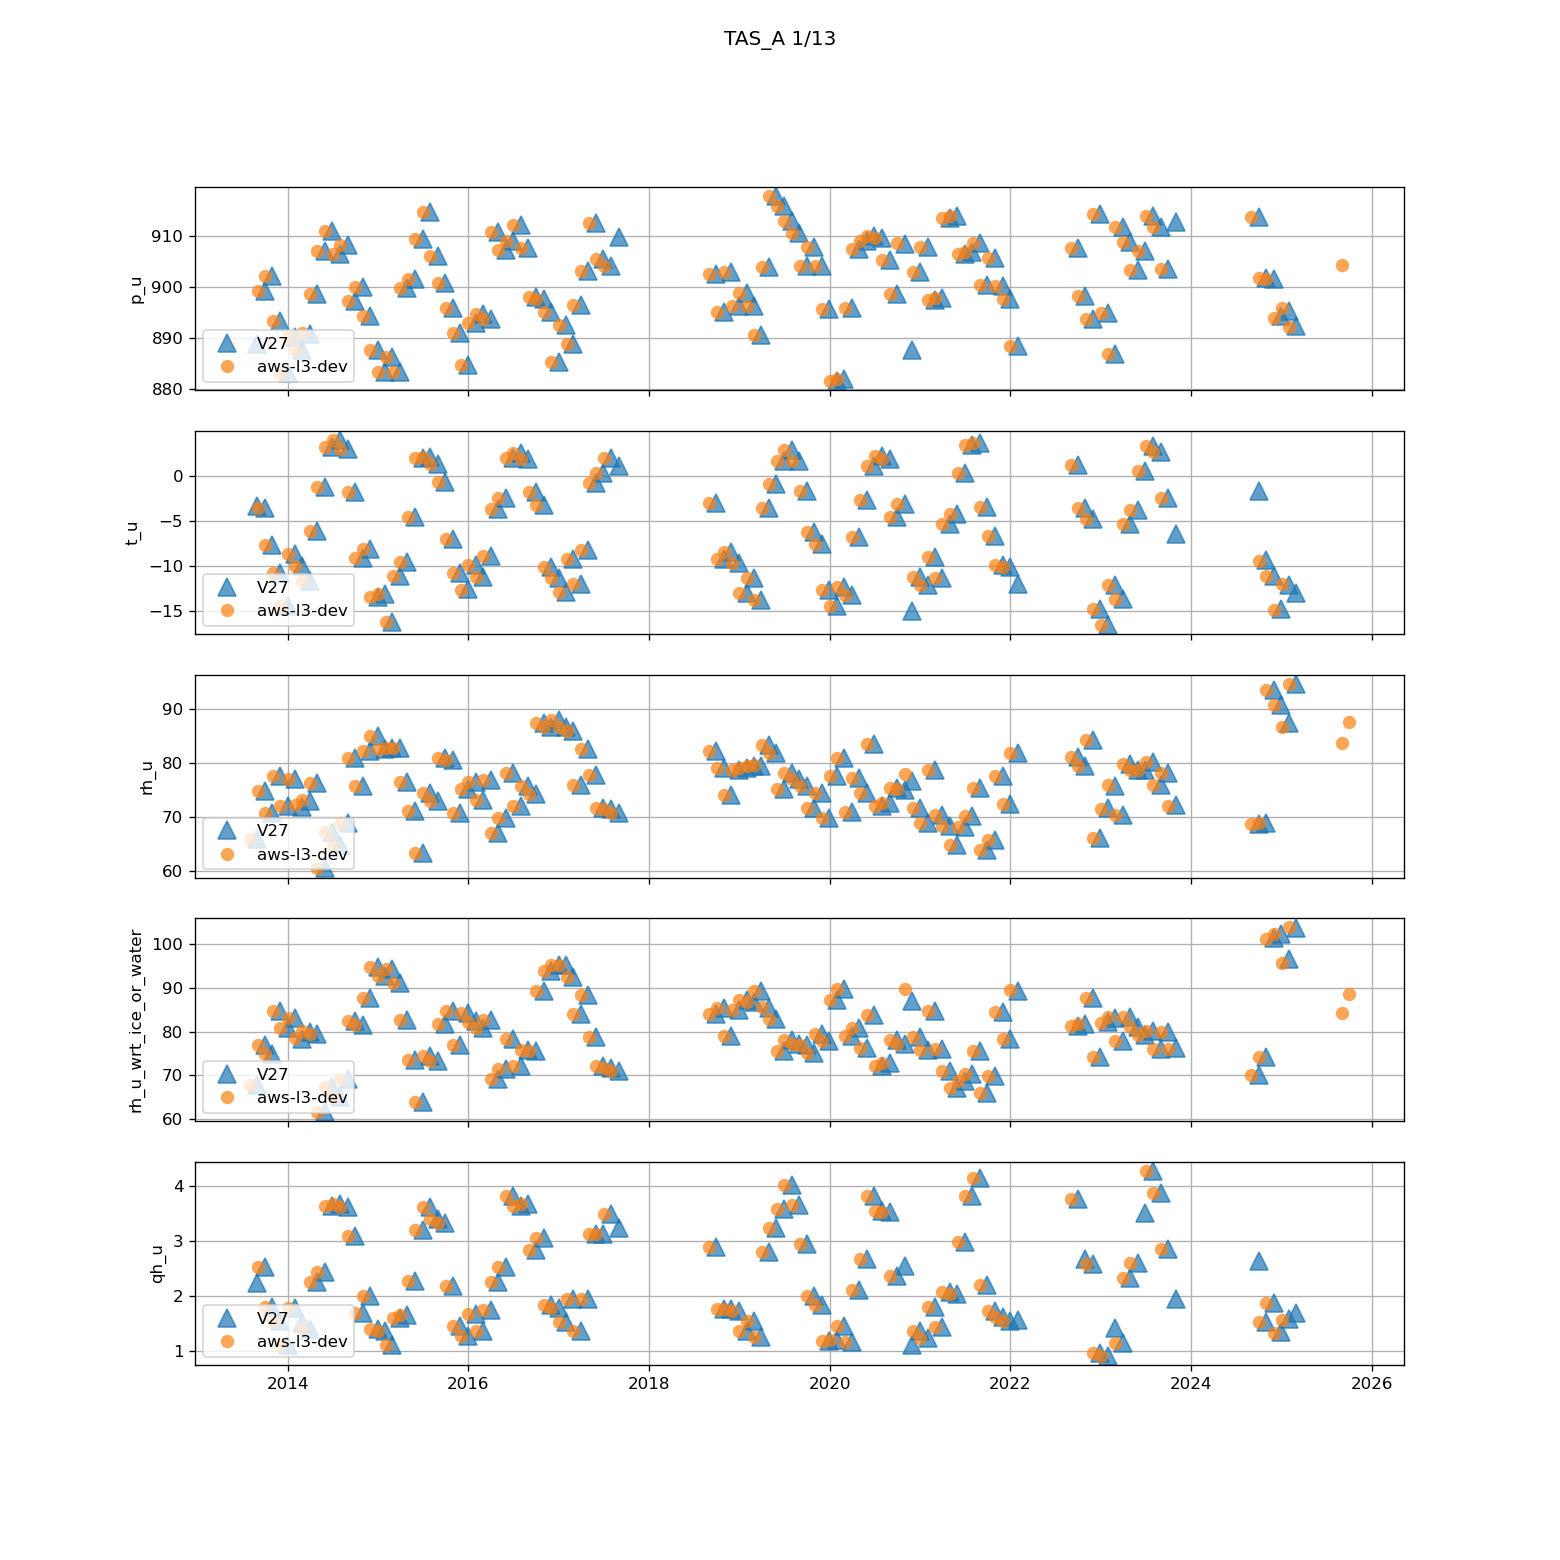 TAS_A 1/13
910
900
890
880
p_u
V27
aws-l3-dev
0
−5
−10
−15
t_u
V27
aws-l3-dev
90
80
70
60
rh_u
V27
aws-l3-dev
100
90
80
70
60
rh_u_wrt_ice_or_water
V27
aws-l3-dev
4
3
2
1
qh_u
V27
aws-l3-dev
2014 2016 2018 2020 2022 2024 2026